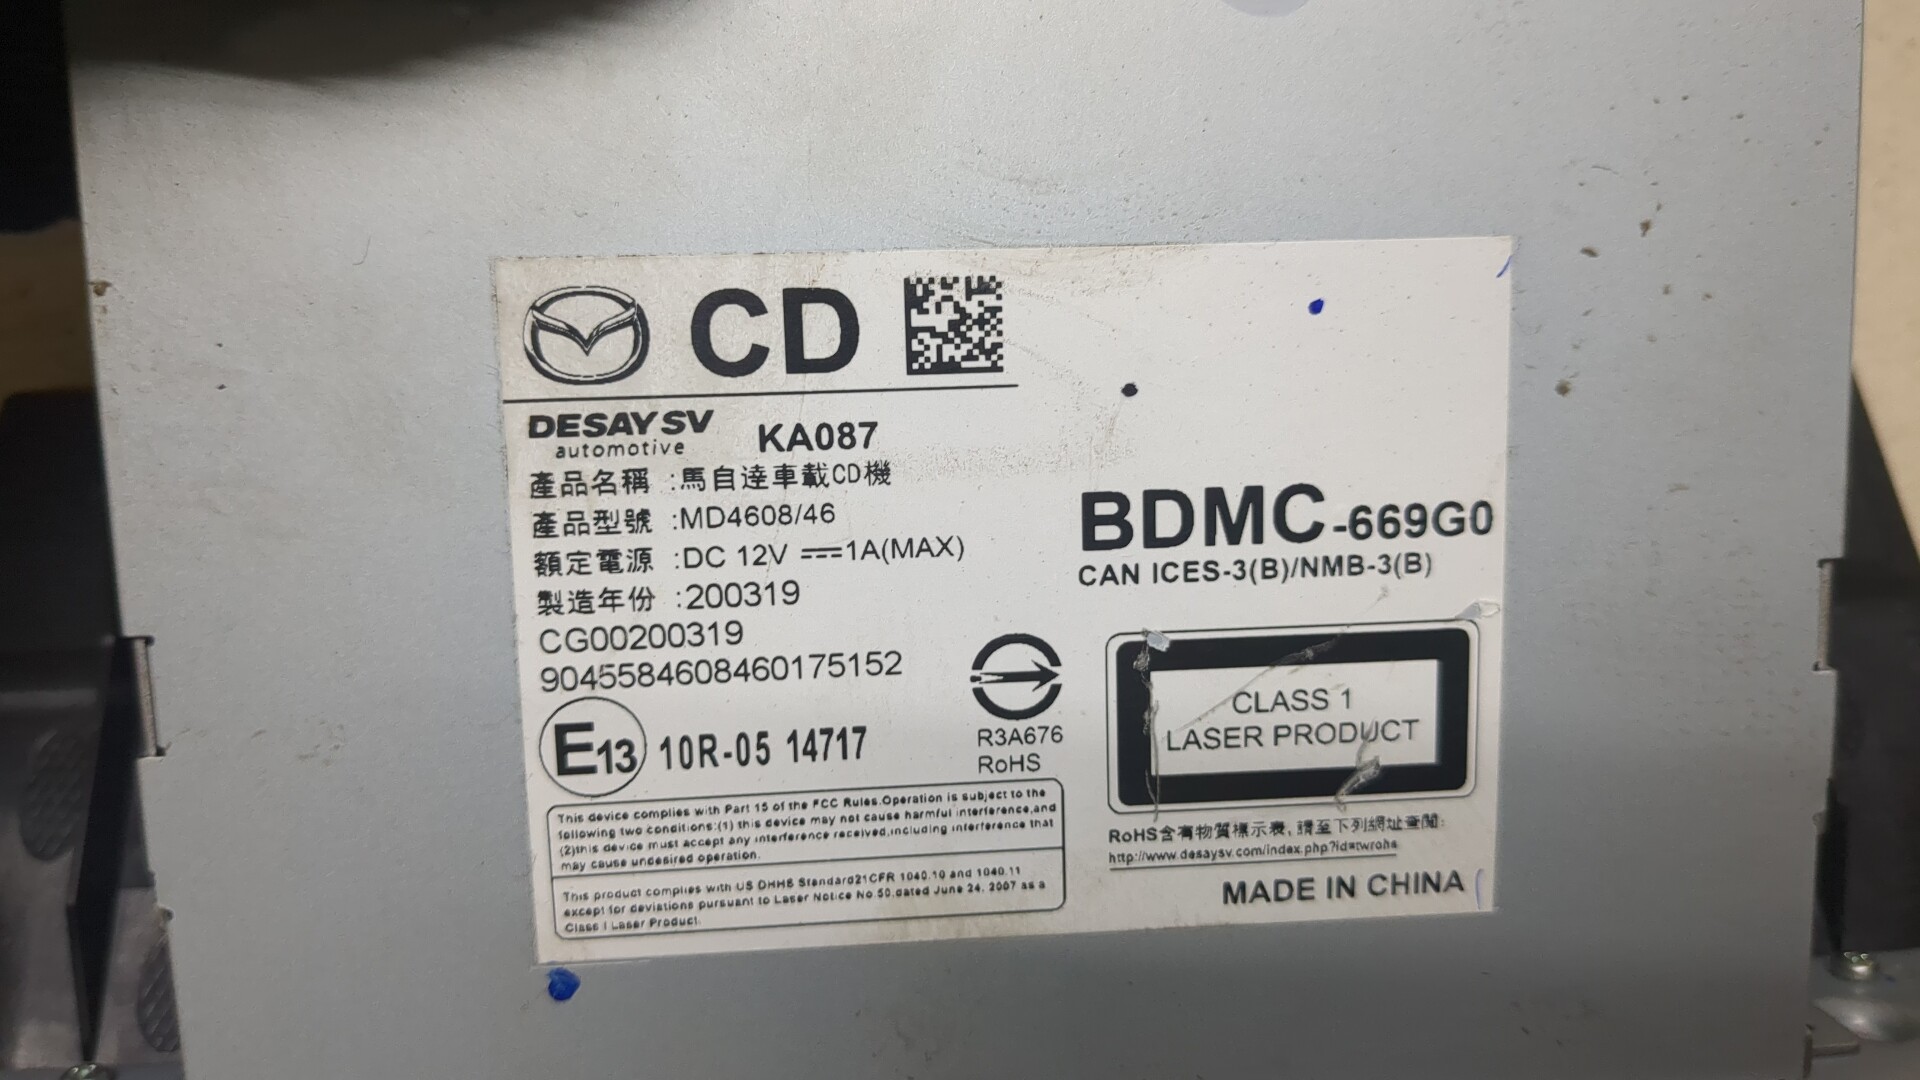 CD
DESAY SV
automotive
KA087
產品名稱 :馬自達車載CD機
產品型號 :MD4608/46
額定電源 :DC 12V ⎓1A(MAX)
製造年份 :200319
CG00200319
9045584608460175152
E13 10R-05 14717
R3A676
RoHS
This device complies with Part 15 of the FCC Rules.Operation is subject to the
following two conditions:(1) this device may not cause harmful interference,and
(2)this device must accept any interference received,including interference that
may cause undesired operation.
This product complies with US DHHS Standard21CFR 1040.10 and 1040.11
except for deviations pursuant to Laser Notice No.50,dated June 24, 2007 as a
Class I Laser Product.
BDMC-669G0
CAN ICES-3(B)/NMB-3(B)
CLASS 1
LASER PRODUCT
RoHS含有物質標示表, 請至下列網址查閱:
http://www.desaysv.com/index.php?id=twrohs
MADE IN CHINA